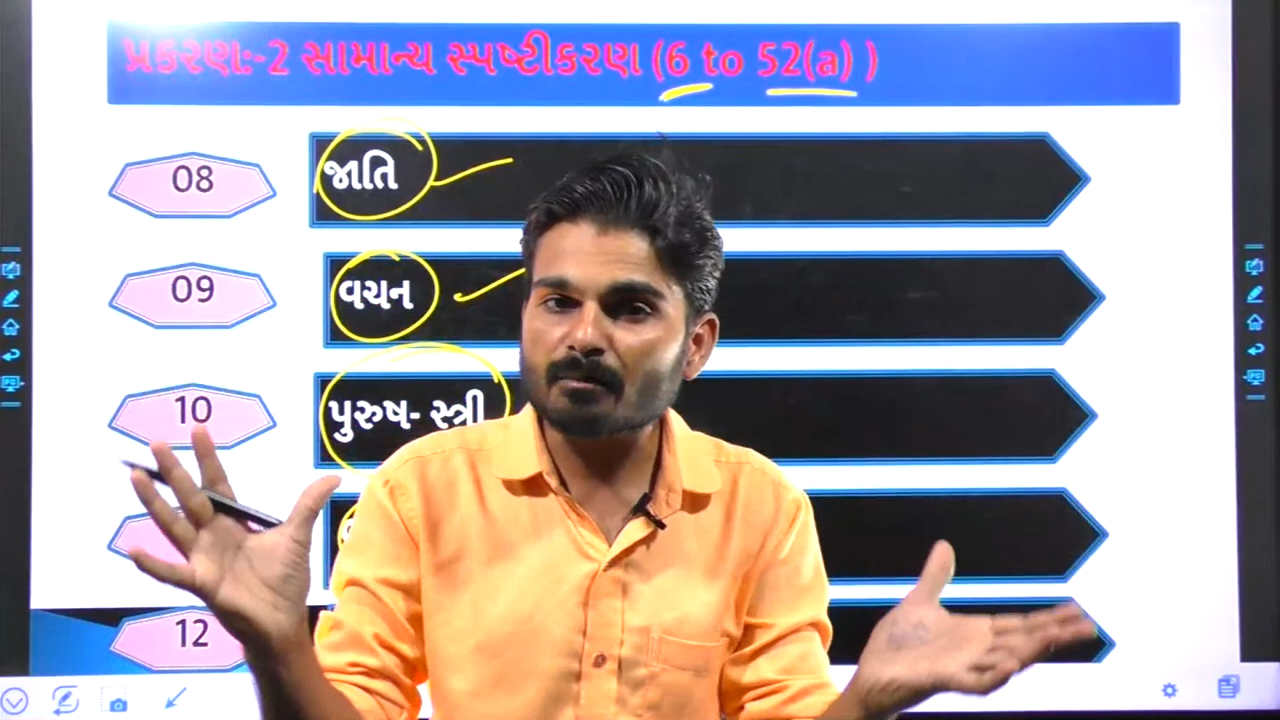 પ્રકરણ:-2 સામાન્ય સ્પષ્ટીકરણ (6 to 52(a) )
08 જાતિ
09 વચન
10 પુરુષ- સ્ત્રી
12